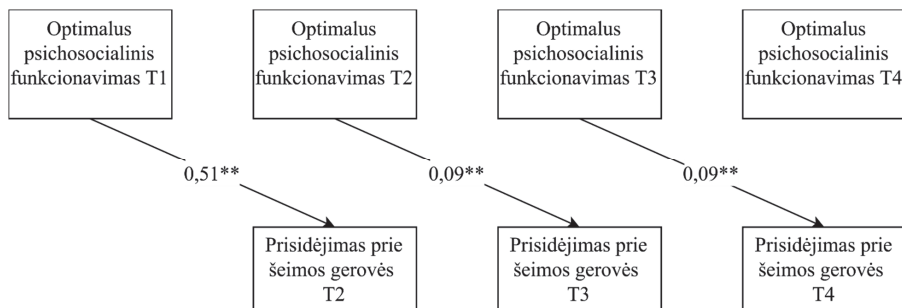 Optimalus
psichosocialinis
funkcionavimas T1
Optimalus
psichosocialinis
funkcionavimas T2
Optimalus
psichosocialinis
funkcionavimas T3
Optimalus
psichosocialinis
funkcionavimas T4
0,51**
0,09**
0,09**
Prisidėjimas prie
šeimos gerovės
T2
Prisidėjimas prie
šeimos gerovės
T3
Prisidėjimas prie
šeimos gerovės
T4